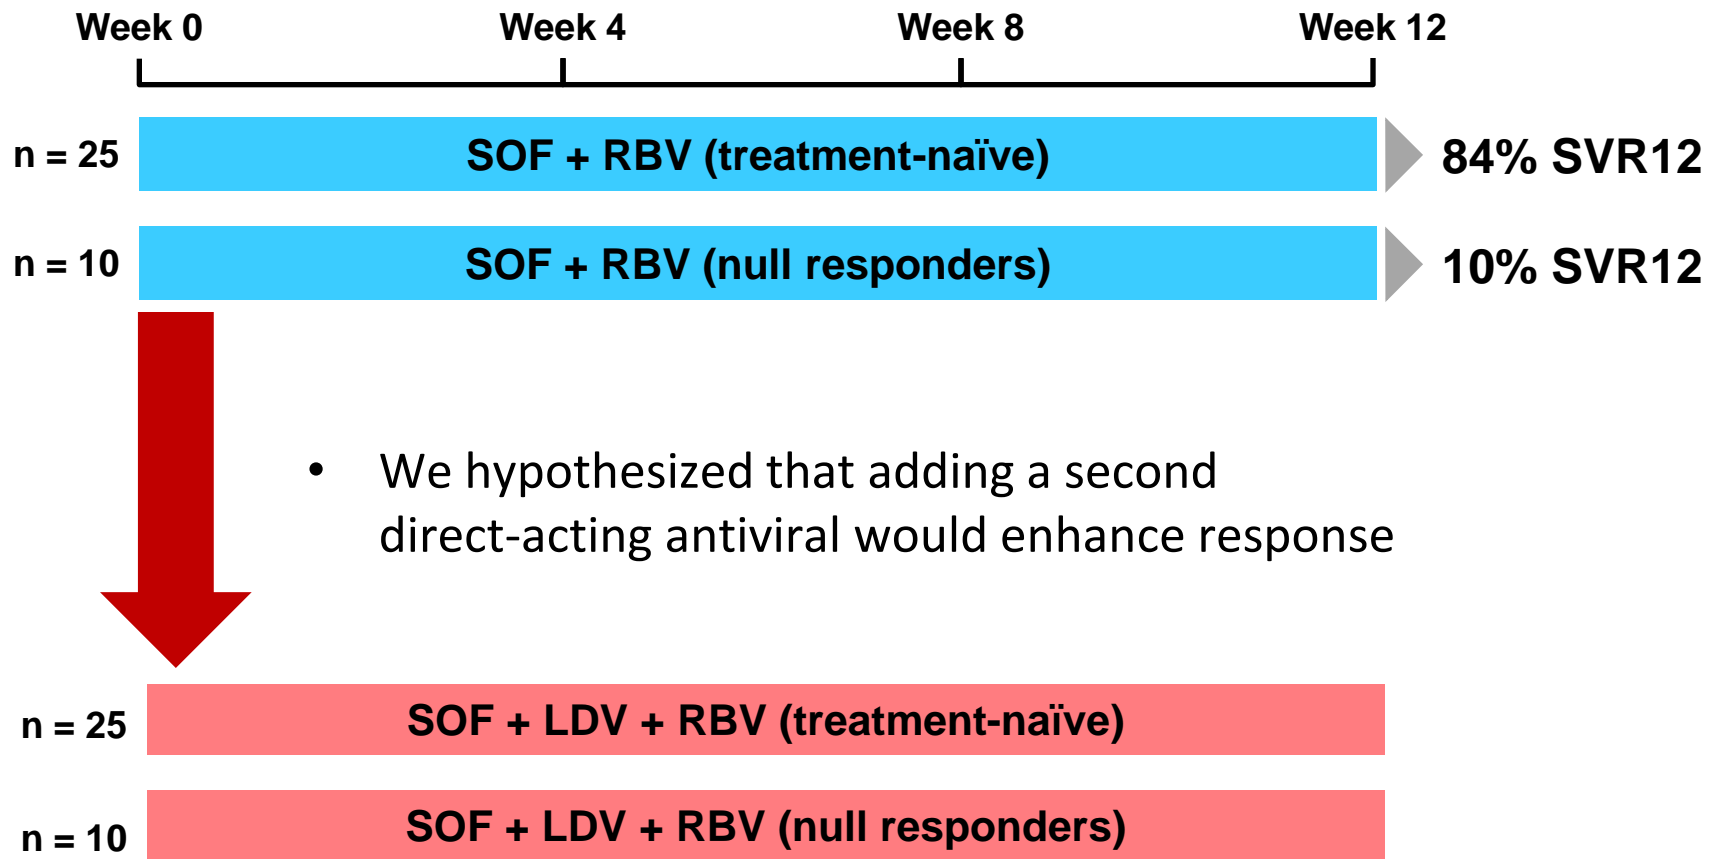 Week 0 Week 4 Week 8 Week 12
n = 25 SOF + RBV (treatment-naïve) 84% SVR12
n = 10 SOF + RBV (null responders) 10% SVR12
• We hypothesized that adding a second
direct-acting antiviral would enhance response
n = 25 SOF + LDV + RBV (treatment-naïve)
n = 10 SOF + LDV + RBV (null responders)